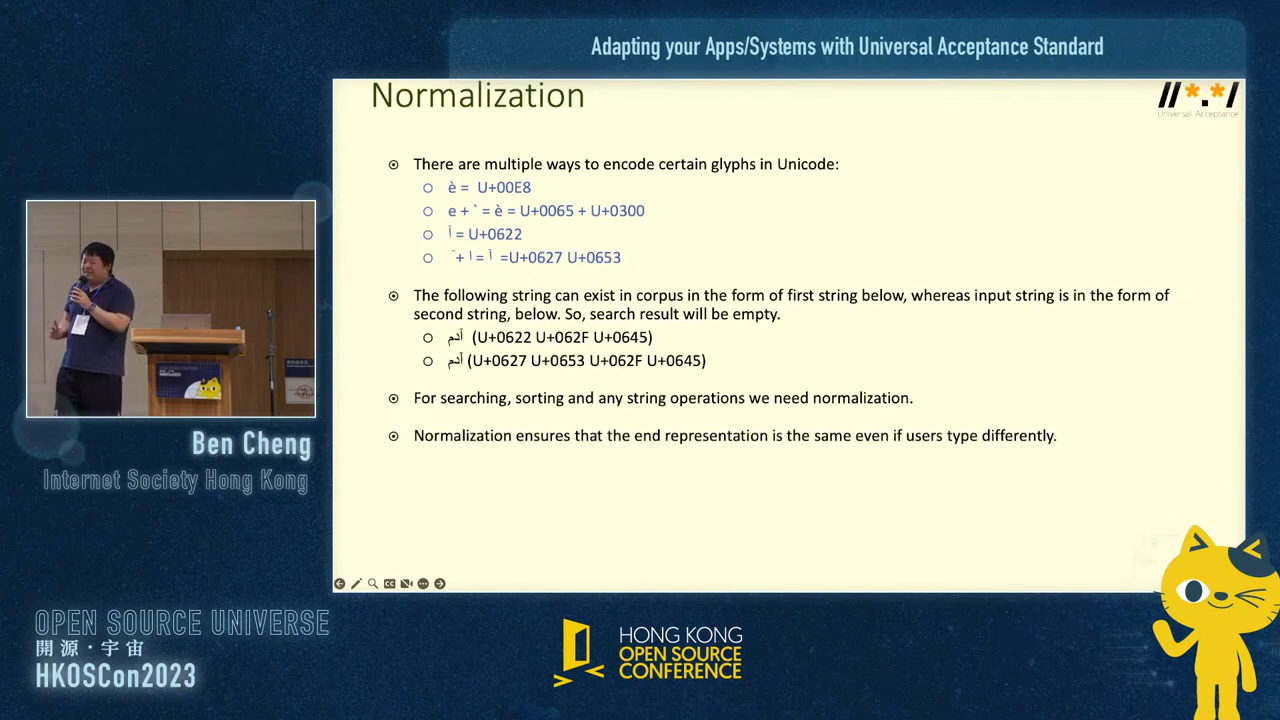 Adapting your Apps/Systems with Universal Acceptance Standard
Normalization
//*.*/
Universal Acceptance
There are multiple ways to encode certain glyphs in Unicode:
è = U+00E8
e + ` = è = U+0065 + U+0300
آ = U+0622
ٓ + ا = آ =U+0627 U+0653
The following string can exist in corpus in the form of first string below, whereas input string is in the form of
second string, below. So, search result will be empty.
آدم (U+0622 U+062F U+0645)
آدم (U+0627 U+0653 U+062F U+0645)
For searching, sorting and any string operations we need normalization.
Normalization ensures that the end representation is the same even if users type differently.
Ben Cheng
Internet Society Hong Kong
OPEN SOURCE UNIVERSE
開源·宇宙
HKOSCon2023
HONG KONG
OPEN SOURCE
CONFERENCE